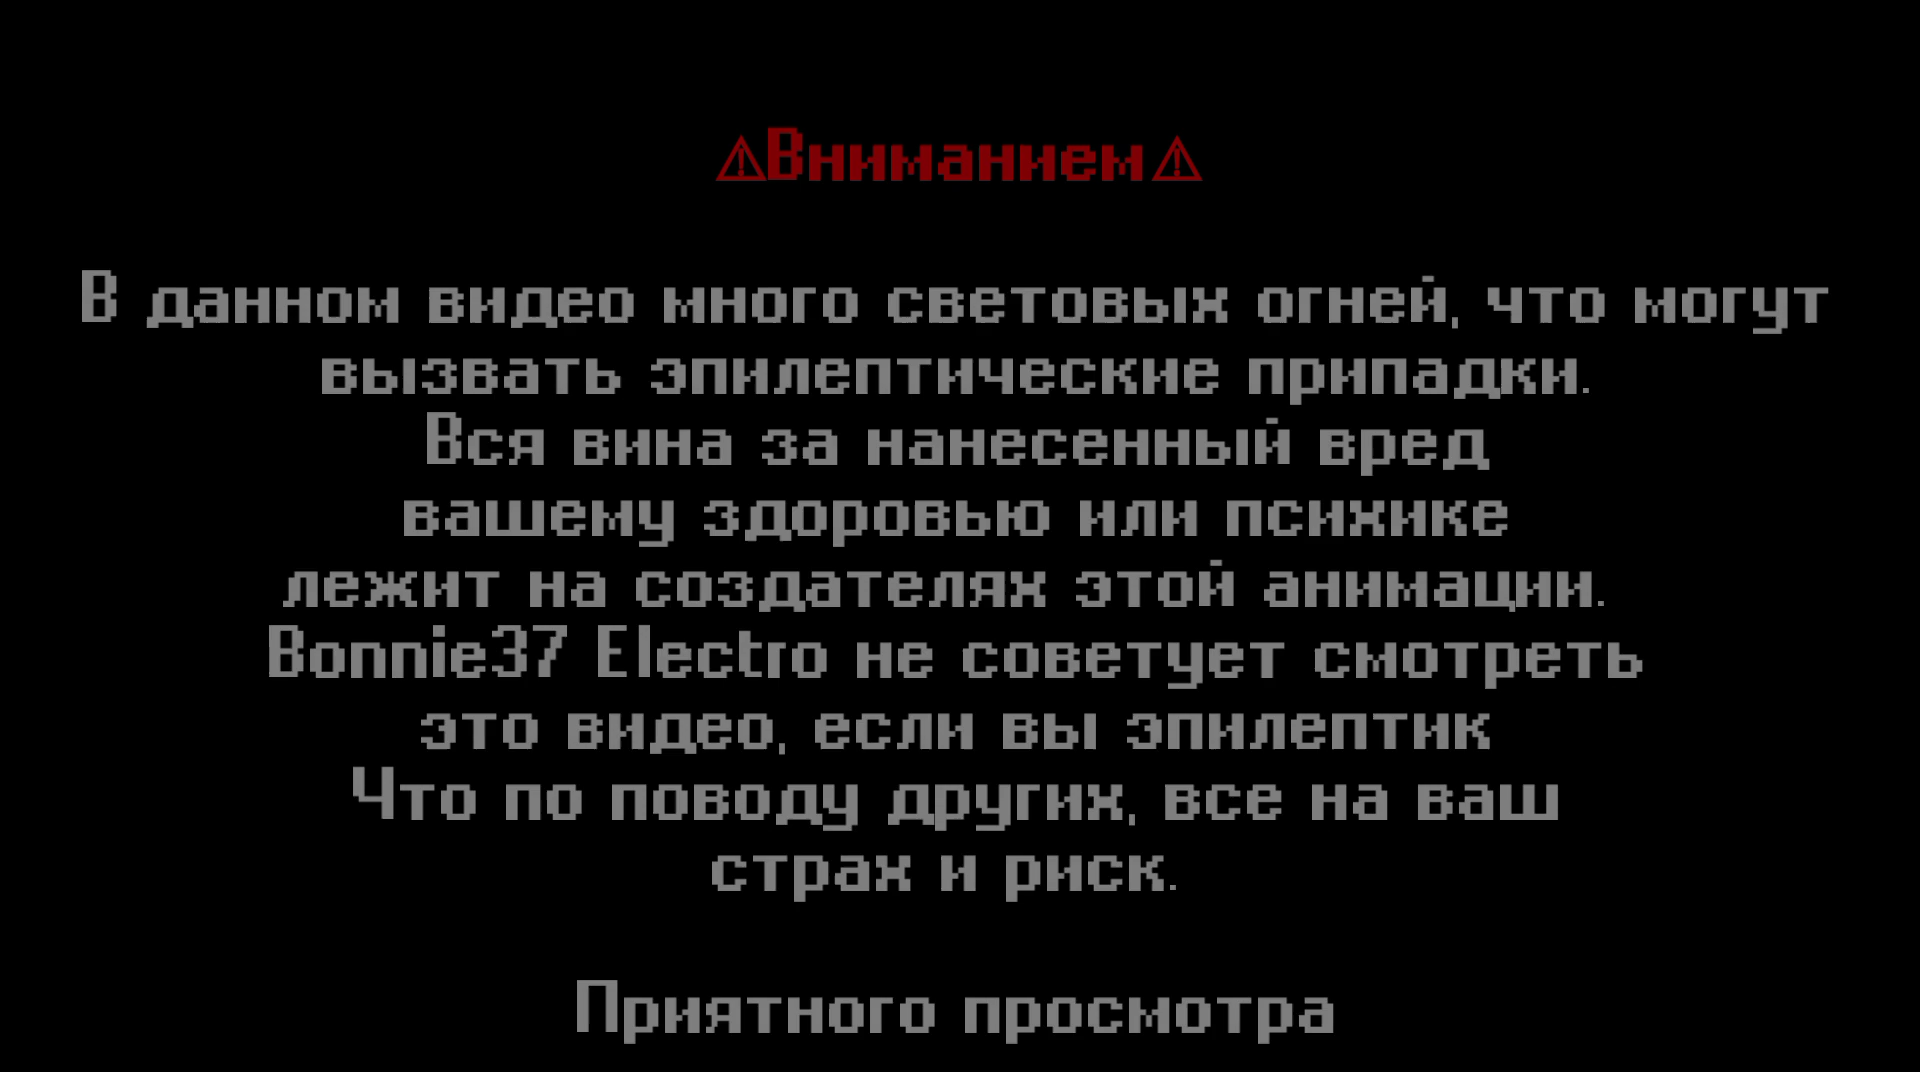 ⚠Вниманием⚠
В данном видео много световых огней, что могут
вызвать эпилептические припадки.
Вся вина за нанесенный вред
вашему здоровью или психике
лежит на создателях этой анимации.
Bonnie37 Electro не советует смотреть
это видео, если вы эпилептик
Что по поводу других, все на ваш
страх и риск.
Приятного просмотра